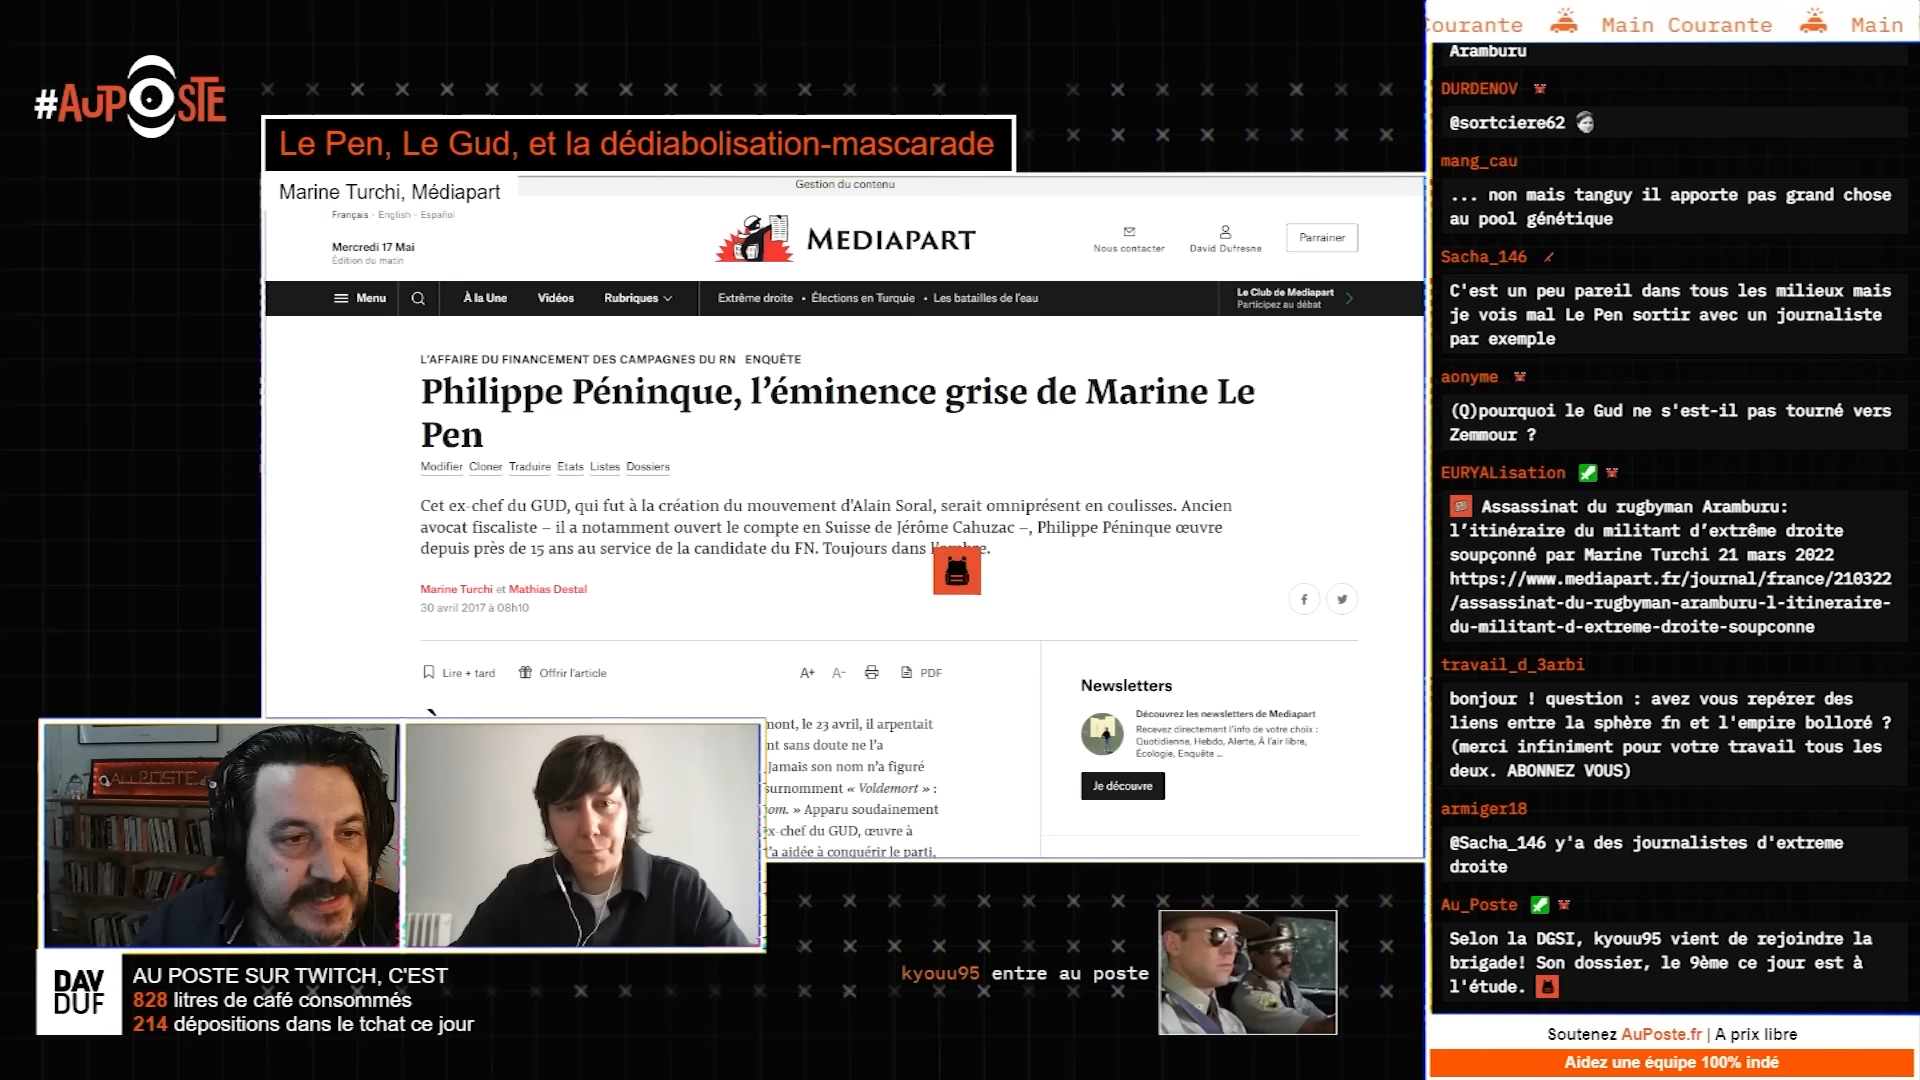 #AUPOSTE
Le Pen, Le Gud, et la dédiabolisation-mascarade
Marine Turchi, Médiapart
Gestion du contenu
Français - English - Español
Mercredi 17 Mai
Édition du matin
MEDIAPART
Nous contacter
David Dufresne
Parrainer
Menu
À la Une
Vidéos
Rubriques
Extrême droite • Élections en Turquie • Les batailles de l'eau
Le Club de Mediapart
Participez au débat
L'AFFAIRE DU FINANCEMENT DES CAMPAGNES DU RN ENQUÊTE
Philippe Péninque, l’éminence grise de Marine Le
Pen
Modifier Cloner Traduire Etats Listes Dossiers
Cet ex-chef du GUD, qui fut à la création du mouvement d'Alain Soral, serait omniprésent en coulisses. Ancien
avocat fiscaliste – il a notamment ouvert le compte en Suisse de Jérôme Cahuzac –, Philippe Péninque œuvre
depuis près de 15 ans au service de la candidate du FN. Toujours dans
Marine Turchi et Mathias Destal
30 avril 2017 à 08h10
Lire + tard
Offrir l'article
A+ A-
PDF
mont, le 23 avril, il arpentait
nt sans doute ne l’a
Jamais son nom n’a figuré
surnomment « Voldemort » :
om. » Apparu soudainement
x-chef du GUD, œuvre à
’a aidée à conquérir le parti,
Newsletters
Découvrez les newsletters de Mediapart
Recevez directement l'info de votre choix :
Quotidienne, Hebdo, Alerte, À l'air libre,
Écologie, Enquête ...
Je découvre
AU POSTE
DAV
DUF
AU POSTE SUR TWITCH, C'EST
828 litres de café consommés
214 dépositions dans le tchat ce jour
kyouu95 entre au poste
Courante Main Courante Main
Aramburu
DURDENOV
@sortciere62
mang_cau
... non mais tanguy il apporte pas grand chose
au pool génétique
Sacha_146
C'est un peu pareil dans tous les milieux mais
je vois mal Le Pen sortir avec un journaliste
par exemple
aonyme
(Q)pourquoi le Gud ne s'est-il pas tourné vers
Zemmour ?
EURYALisation
Assassinat du rugbyman Aramburu:
l’itinéraire du militant d’extrême droite
soupçonné par Marine Turchi 21 mars 2022
https://www.mediapart.fr/journal/france/210322
/assassinat-du-rugbyman-aramburu-l-itineraire-
du-militant-d-extreme-droite-soupconne
travail_d_3arbi
bonjour ! question : avez vous repérer des
liens entre la sphère fn et l'empire bolloré ?
(merci infiniment pour votre travail tous les
deux. ABONNEZ VOUS)
armiger18
@Sacha_146 y'a des journalistes d'extreme
droite
Au_Poste
Selon la DGSI, kyouu95 vient de rejoindre la
brigade! Son dossier, le 9ème ce jour est à
l'étude.
Soutenez AuPoste.fr | A prix libre
Aidez une équipe 100% indé